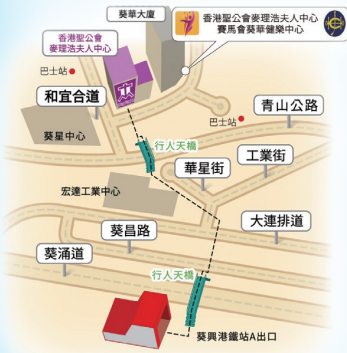 葵華大廈
香港聖公會麥理浩夫人中心
賽馬會葵華健樂中心
香港聖公會
麥理浩夫人中心
巴士站
和宜合道
葵星中心
巴士站
青山公路
行人天橋
工業街
華星街
宏達工業中心
大連排道
葵昌路
葵涌道
行人天橋
葵興港鐵站A出口